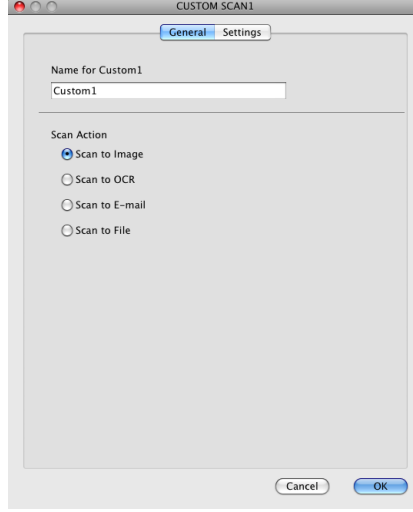 CUSTOM SCAN1
General Settings
Name for Custom1
Custom1
Scan Action
Scan to Image
Scan to OCR
Scan to E-mail
Scan to File
Cancel OK